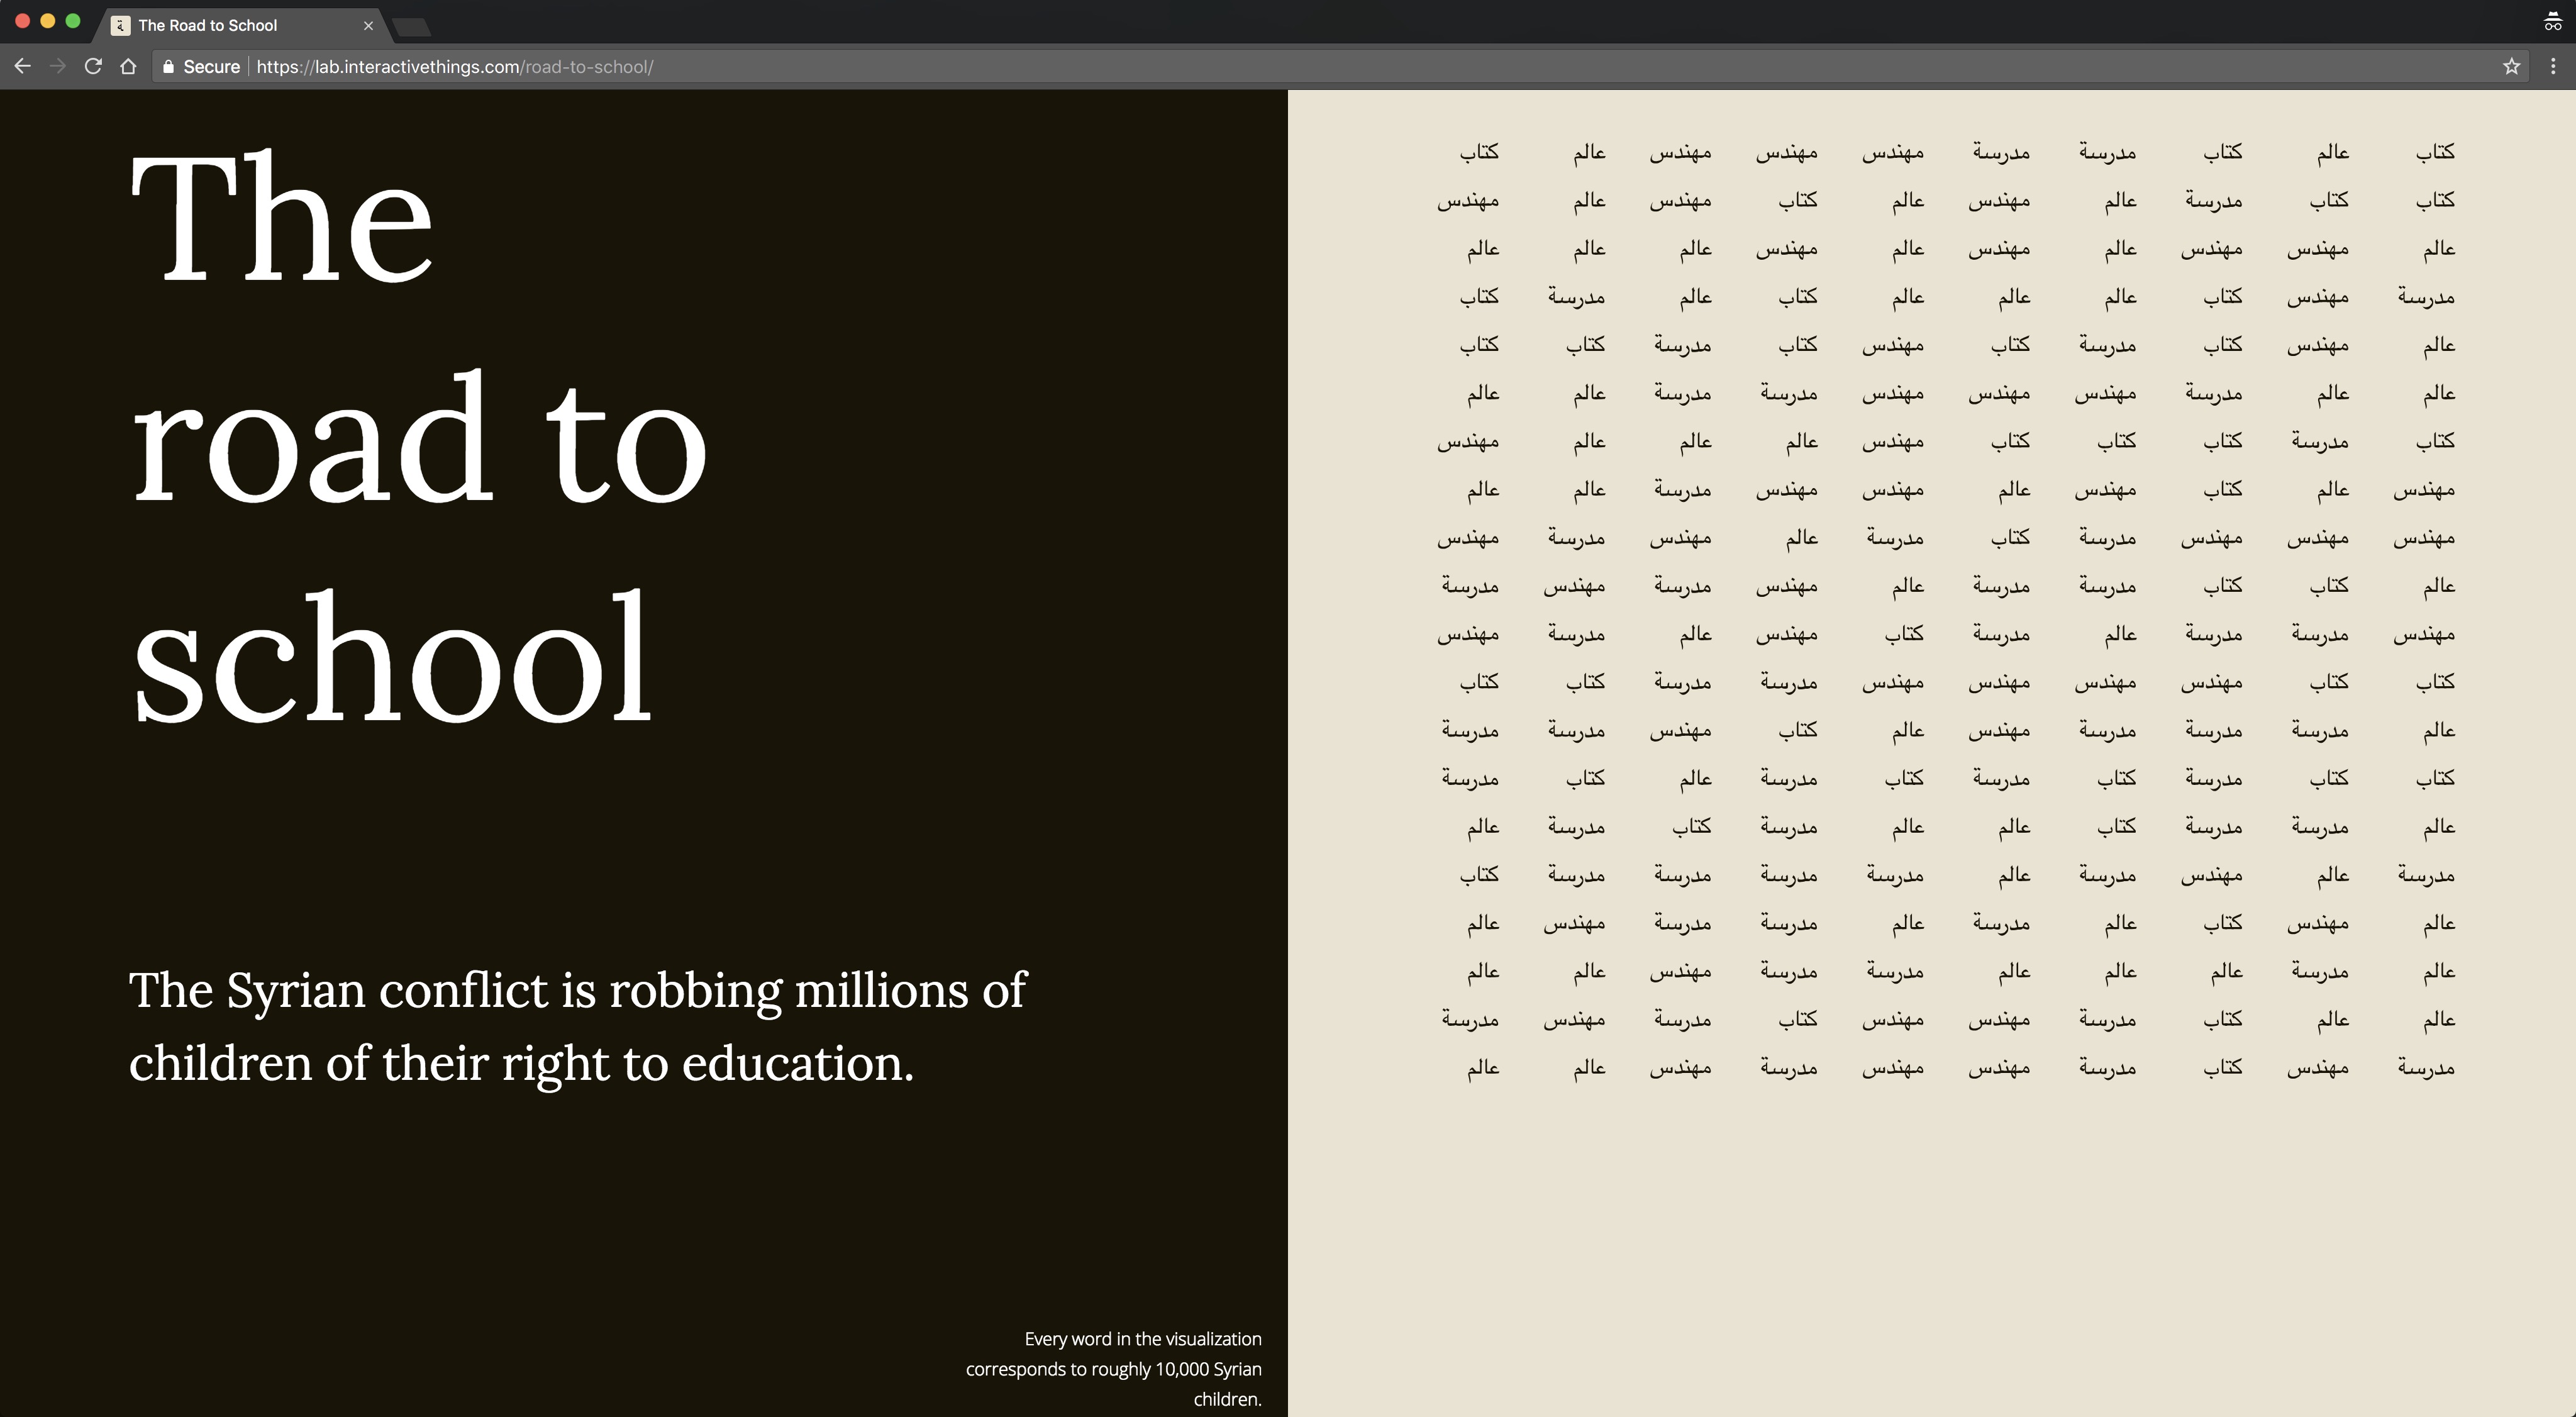 The Road to School
Secure https://lab.interactivethings.com/road-to-school/
The
road to
school
The Syrian conflict is robbing millions of
children of their right to education.
Every word in the visualization
corresponds to roughly 10,000 Syrian
children.
كتاب عالم كتاب مدرسة مدرسة مهندس مهندس مهندس عالم كتاب
كتاب كتاب مدرسة عالم مهندس عالم كتاب مهندس عالم مهندس
عالم مهندس مهندس عالم مهندس عالم مهندس عالم عالم عالم
مدرسة مهندس كتاب عالم عالم عالم كتاب عالم مدرسة كتاب
عالم مهندس كتاب مدرسة كتاب مهندس كتاب مدرسة كتاب كتاب
عالم عالم مدرسة مهندس مهندس مهندس مدرسة مدرسة عالم عالم
كتاب مدرسة كتاب كتاب كتاب مهندس عالم عالم عالم مهندس
مهندس عالم كتاب مهندس عالم مهندس مهندس مدرسة عالم عالم
مهندس مهندس مهندس مدرسة كتاب مدرسة عالم مهندس مدرسة مهندس
عالم كتاب كتاب مدرسة مدرسة عالم مهندس مدرسة مهندس مدرسة
مهندس مدرسة مدرسة عالم مدرسة كتاب مهندس عالم مدرسة مهندس
كتاب كتاب مهندس مهندس مهندس مهندس مدرسة مدرسة كتاب كتاب
عالم مدرسة مدرسة مدرسة مهندس عالم كتاب مهندس مدرسة مدرسة
كتاب كتاب مدرسة كتاب مدرسة كتاب مدرسة عالم كتاب مدرسة
عالم مدرسة مدرسة كتاب عالم عالم مدرسة كتاب مدرسة عالم
مدرسة عالم مهندس مدرسة عالم مدرسة مدرسة مدرسة مدرسة كتاب
عالم مهندس كتاب عالم مدرسة عالم مدرسة مدرسة مهندس عالم
عالم مدرسة عالم عالم عالم مدرسة مدرسة مهندس عالم عالم
عالم عالم كتاب مدرسة مهندس مهندس كتاب مدرسة مهندس مدرسة
مدرسة مهندس كتاب مدرسة مهندس مهندس مدرسة مهندس عالم عالم